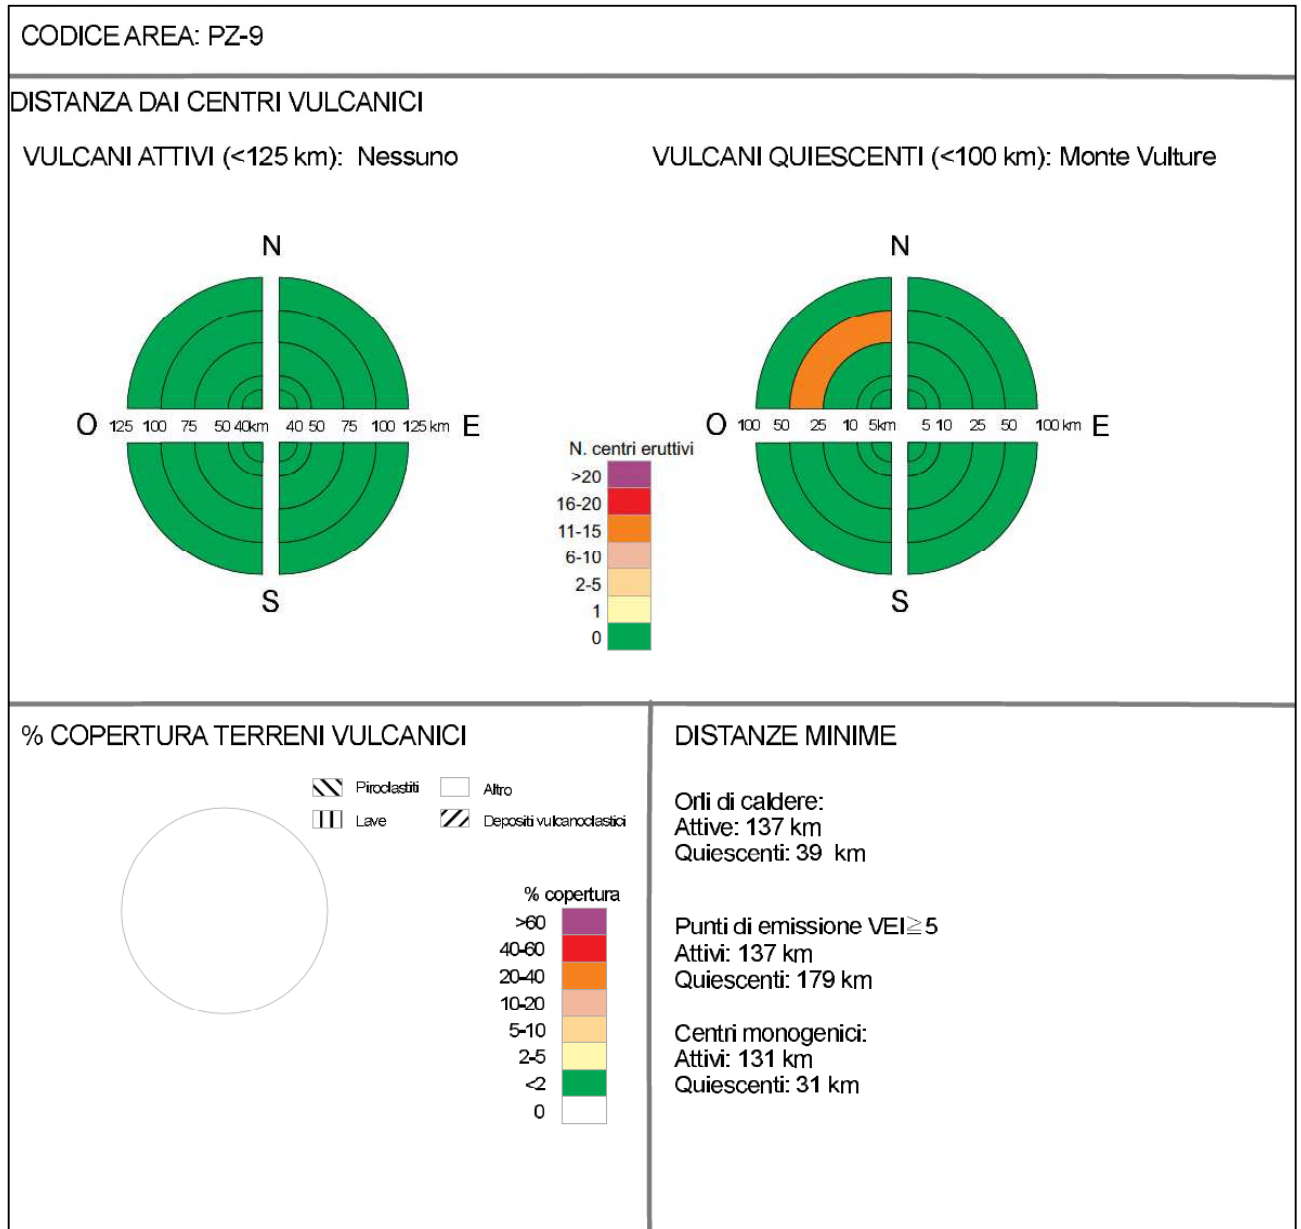 CODICE AREA: PZ-9
DISTANZA DAI CENTRI VULCANICI
VULCANI ATTIVI (<125 km): Nessuno
VULCANI QUIESCENTI (<100 km): Monte Vulture
N
O 125 100 75 50 40km 40 50 75 100 125 km E
S
N
O 100 50 25 10 5km 5 10 25 50 100 km E
S
N. centri eruttivi
>20
16-20
11-15
6-10
2-5
1
0
% COPERTURA TERRENI VULCANICI
Piroclastiti Altro
Lave Depositi vulcanoclastici
% copertura
>60
40-60
20-40
10-20
5-10
2-5
<2
0
DISTANZE MINIME
Orli di caldere:
Attive: 137 km
Quiescenti: 39 km
Punti di emissione VEI≧5
Attivi: 137 km
Quiescenti: 179 km
Centri monogenici:
Attivi: 131 km
Quiescenti: 31 km